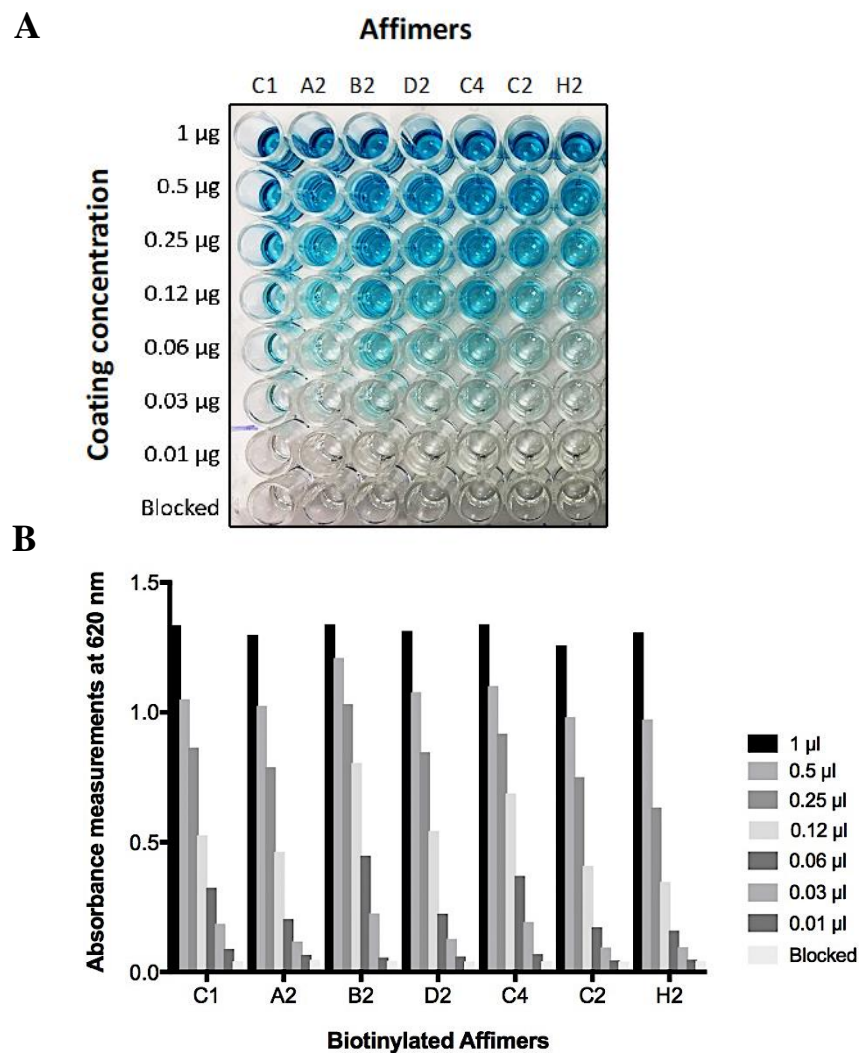 A
Affimers
C1 A2 B2 D2 C4 C2 H2
Coating concentration
1 µg
0.5 µg
0.25 µg
0.12 µg
0.06 µg
0.03 µg
0.01 µg
Blocked
B
Absorbance measurements at 620 nm
1.5
1.0
0.5
0.0
C1 A2 B2 D2 C4 C2 H2
Biotinylated Affimers
1 µl
0.5 µl
0.25 µl
0.12 µl
0.06 µl
0.03 µl
0.01 µl
Blocked